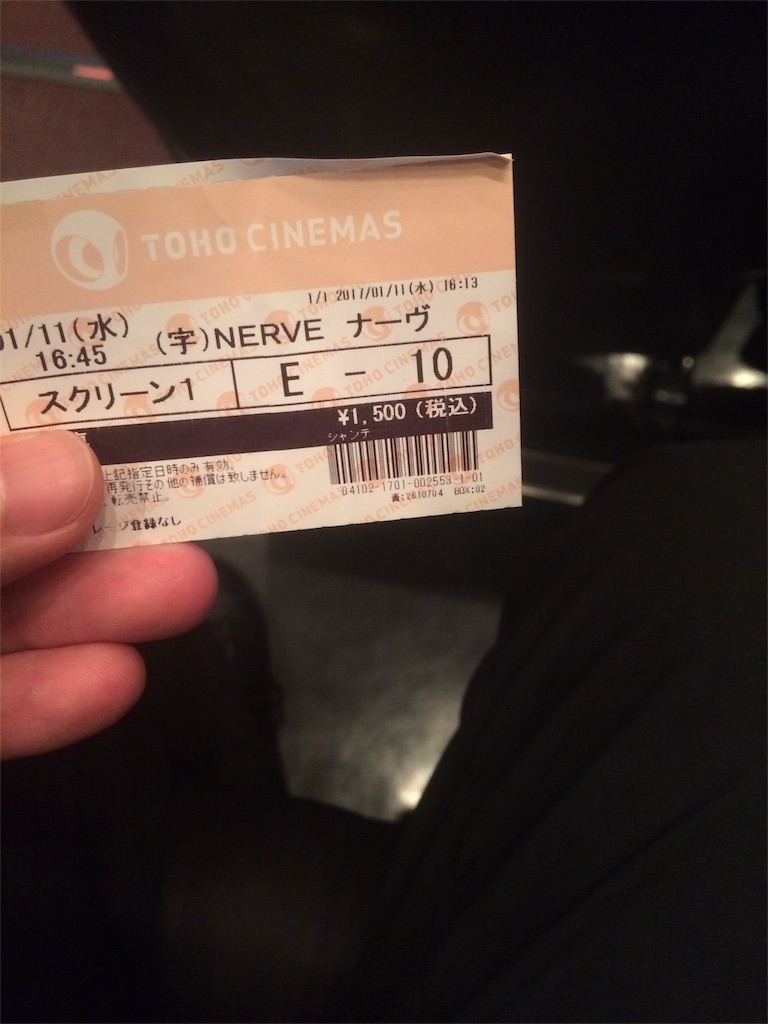 TOHO CINEMAS
1/1 2017/01/11(水) 16:13
01/11(水)
16:45
(字)NERVE ナーヴ
スクリーン1
E - 10
¥1,500 (税込)
シャンテ
上記指定日時のみ有効。
再発行その他の補償は致しません。
転売禁止。
04102-1701-002553-1-01
レージ登録なし
BOX:02